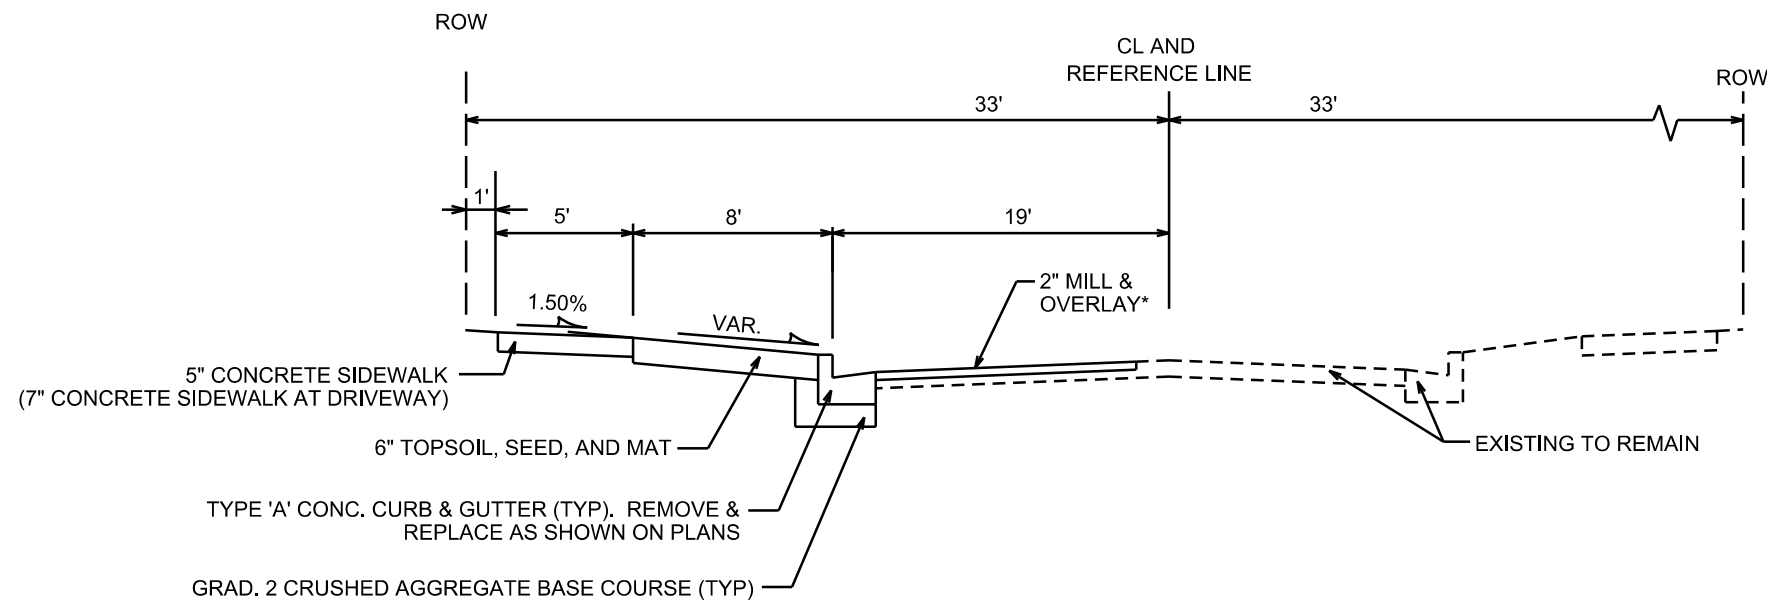 ROW
CL AND
REFERENCE LINE
ROW
33'
33'
1'
5'
8'
19'
2" MILL &
OVERLAY*
1.50%
VAR.
5" CONCRETE SIDEWALK
(7" CONCRETE SIDEWALK AT DRIVEWAY)
6" TOPSOIL, SEED, AND MAT
EXISTING TO REMAIN
TYPE 'A' CONC. CURB & GUTTER (TYP). REMOVE &
REPLACE AS SHOWN ON PLANS
GRAD. 2 CRUSHED AGGREGATE BASE COURSE (TYP)